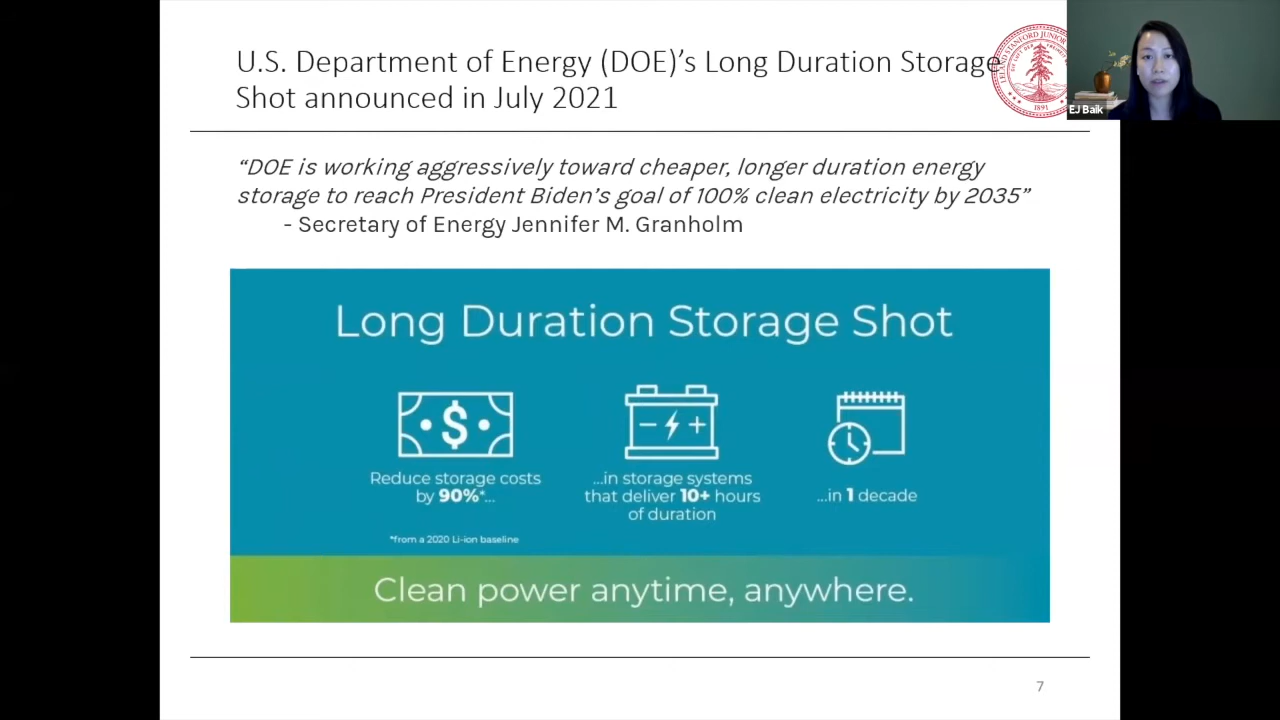 U.S. Department of Energy (DOE)’s Long Duration Storage
Shot announced in July 2021
1891
EJ Baik
“DOE is working aggressively toward cheaper, longer duration energy
storage to reach President Biden’s goal of 100% clean electricity by 2035”
- Secretary of Energy Jennifer M. Granholm
Long Duration Storage Shot
Reduce storage costs
by 90%*...
*from a 2020 Li-ion baseline
...in storage systems
that deliver 10+ hours
of duration
...in 1 decade
Clean power anytime, anywhere.
7